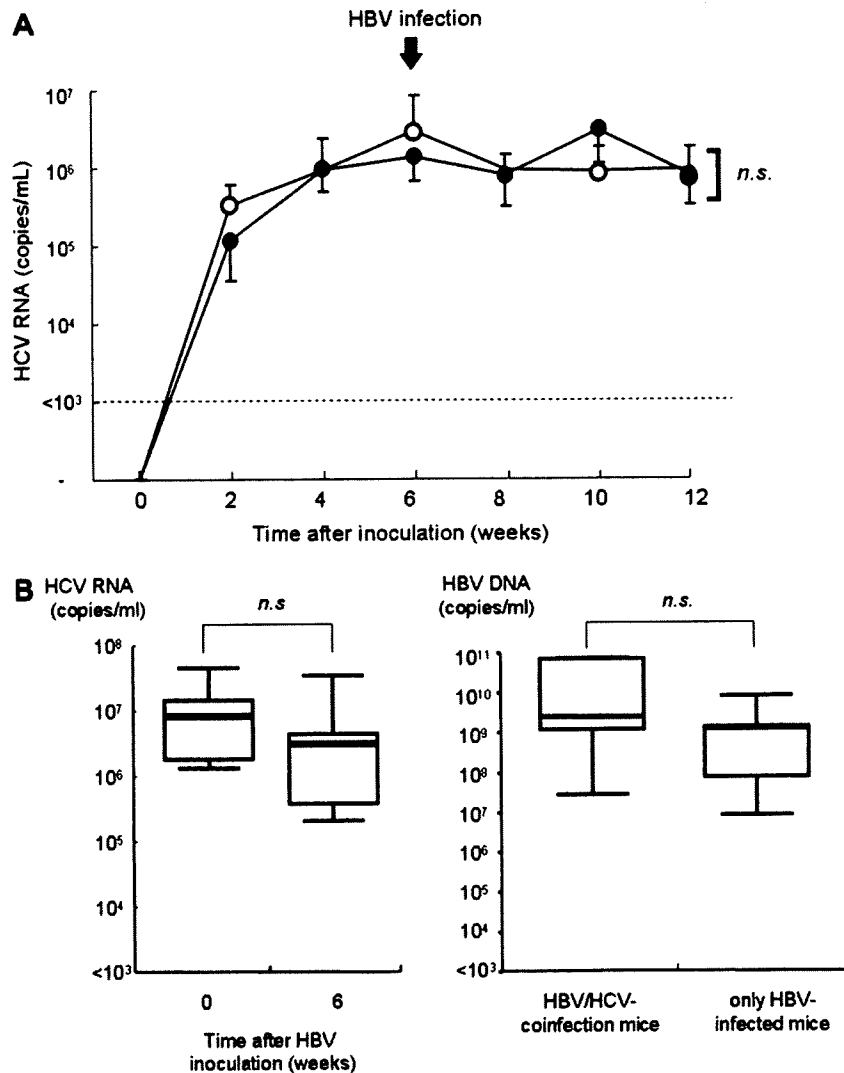 A
HBV infection
HCV RNA (copies/mL)
10⁷
10⁶
10⁵
10⁴
<10³
-
n.s.
0 2 4 6 8 10 12
Time after inoculation (weeks)
B
HCV RNA
(copies/ml)
n.s
10⁸
10⁷
10⁶
10⁵
10⁴
<10³
0 6
Time after HBV
inoculation (weeks)
HBV DNA
(copies/ml)
n.s.
10¹¹
10¹⁰
10⁹
10⁸
10⁷
10⁶
10⁵
10⁴
<10³
HBV/HCV-
coinfection mice
only HBV-
infected mice